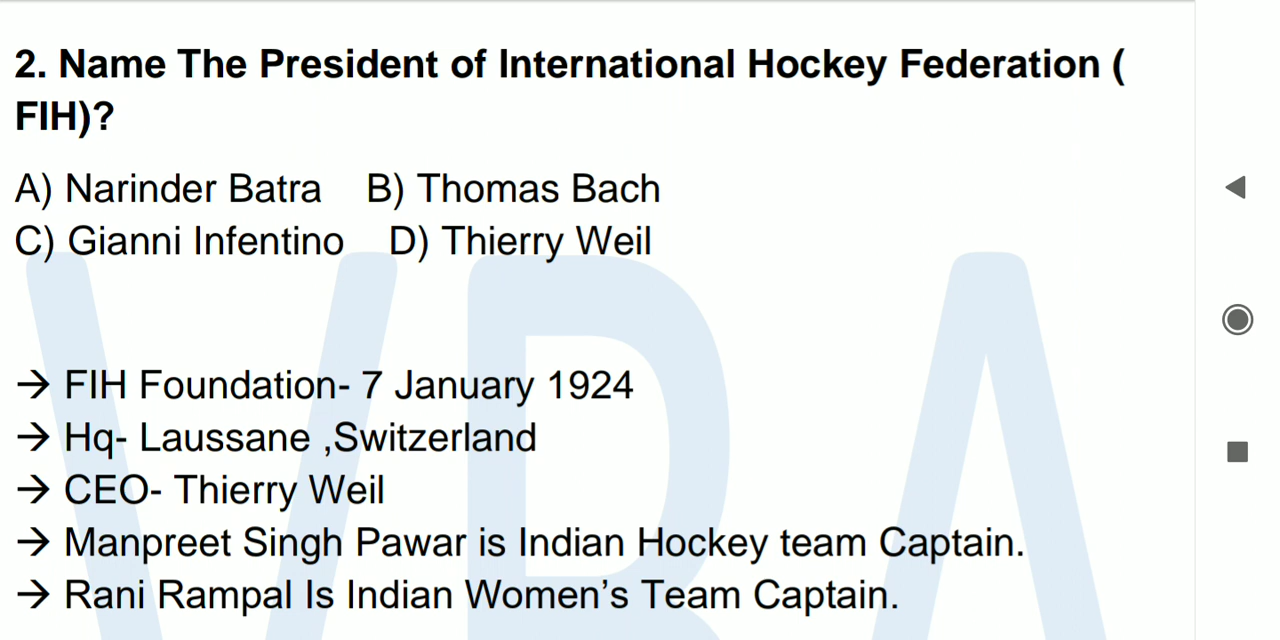 2. Name The President of International Hockey Federation (
FIH)?
A) Narinder Batra B) Thomas Bach
C) Gianni Infentino D) Thierry Weil
→ FIH Foundation- 7 January 1924
→ Hq- Laussane ,Switzerland
→ CEO- Thierry Weil
→ Manpreet Singh Pawar is Indian Hockey team Captain.
→ Rani Rampal Is Indian Women’s Team Captain.